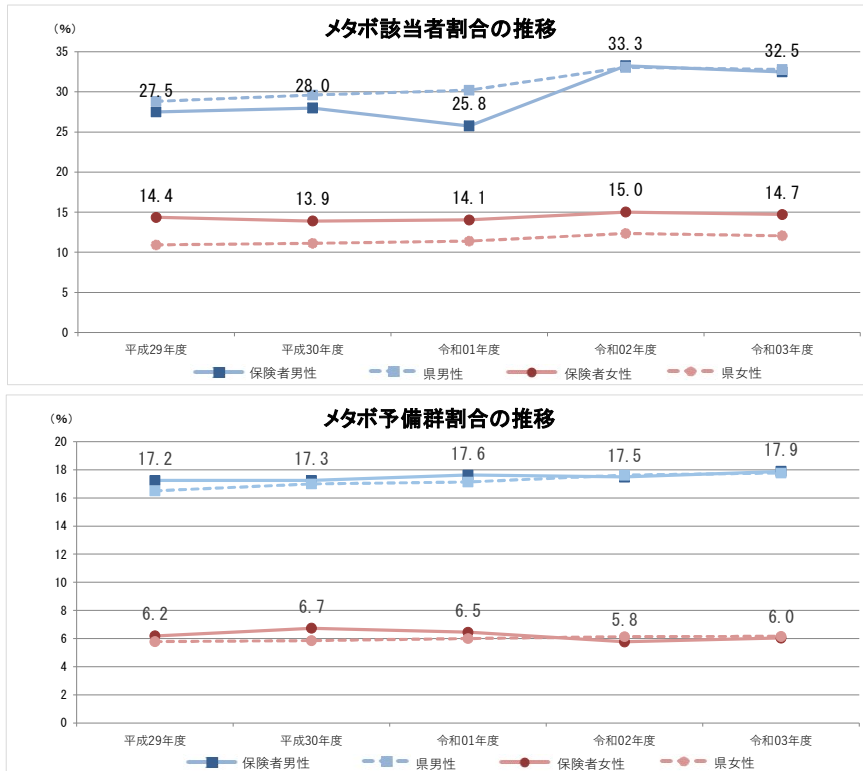 メタボ該当者割合の推移
(%)
35
30
25
20
15
10
5
0
27.5
28.0
25.8
33.3
32.5
14.4
13.9
14.1
15.0
14.7
平成29年度
平成30年度
令和01年度
令和02年度
令和03年度
保険者男性
県男性
保険者女性
県女性
メタボ予備群割合の推移
(%)
20
18
16
14
12
10
8
6
4
2
0
17.2
17.3
17.6
17.5
17.9
6.2
6.7
6.5
5.8
6.0
平成29年度
平成30年度
令和01年度
令和02年度
令和03年度
保険者男性
県男性
保険者女性
県女性